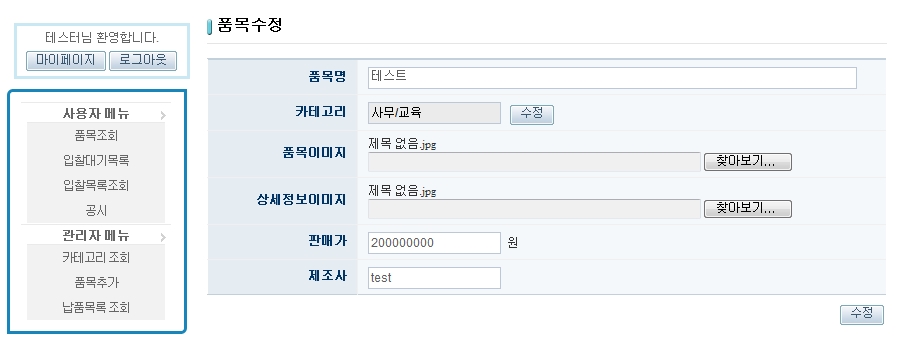 테스터님 환영합니다.
마이페이지 로그아웃
사용자 메뉴
품목조회
입찰대기목록
입찰목록조회
공시
관리자 메뉴
카테고리 조회
품목추가
납품목록 조회
품목수정
품목명 테스트
카테고리 사무/교육 수정
품목이미지 제목 없음.jpg
찾아보기...
상세정보이미지 제목 없음.jpg
찾아보기...
판매가 200000000 원
제조사 test
수정